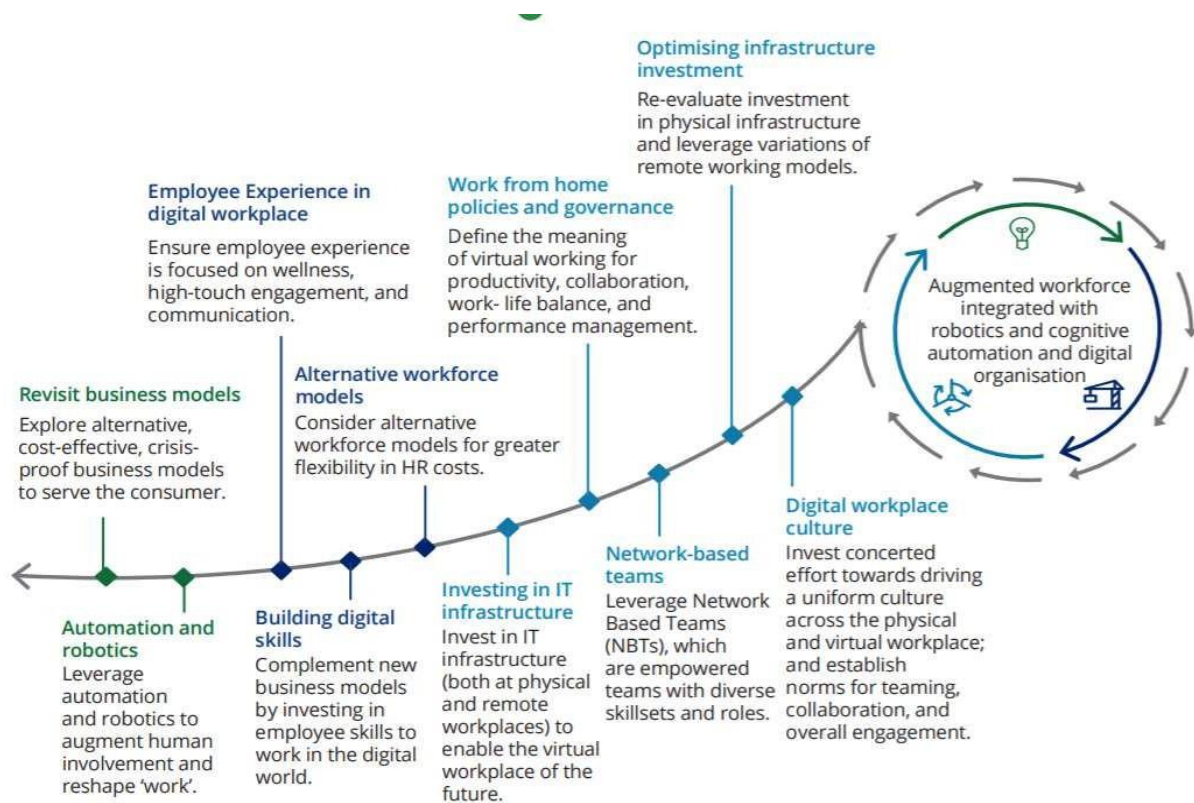 Optimising infrastructure
investment
Re-evaluate investment
in physical infrastructure
and leverage variations of
remote working models.
Employee Experience in
digital workplace
Ensure employee experience
is focused on wellness,
high-touch engagement, and
communication.
Work from home
policies and governance
Define the meaning
of virtual working for
productivity, collaboration,
work- life balance, and
performance management.
Augmented workforce
integrated with
robotics and cognitive
automation and digital
organisation
Revisit business models
Explore alternative,
cost-effective, crisis-
proof business models
to serve the consumer.
Alternative workforce
models
Consider alternative
workforce models for greater
flexibility in HR costs.
Automation and
robotics
Leverage
automation
and robotics to
augment human
involvement and
reshape ‘work’.
Building digital
skills
Complement new
business models
by investing in
employee skills to
work in the digital
world.
Investing in IT
infrastructure
Invest in IT
infrastructure
(both at physical
and remote
workplaces) to
enable the virtual
workplace of the
future.
Network-based
teams
Leverage Network
Based Teams
(NBTs), which
are empowered
teams with diverse
skillsets and roles.
Digital workplace
culture
Invest concerted
effort towards driving
a uniform culture
across the physical
and virtual workplace;
and establish
norms for teaming,
collaboration, and
overall engagement.